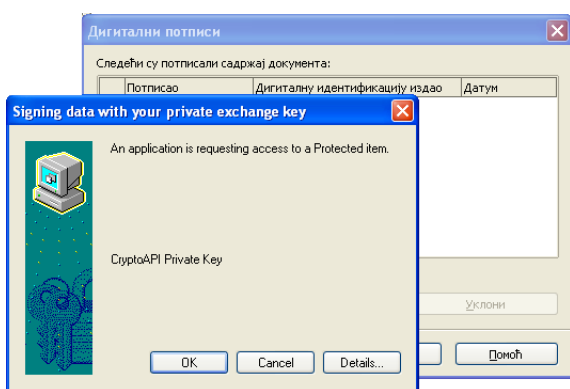 Дигитални потписи
Следећи су потписали садржај документа:
Потписао Дигиталну идентификацију издао Датум
Signing data with your private exchange key
An application is requesting access to a Protected item.
CryptoAPI Private Key
Уклони
OK Cancel Details... Помоћ